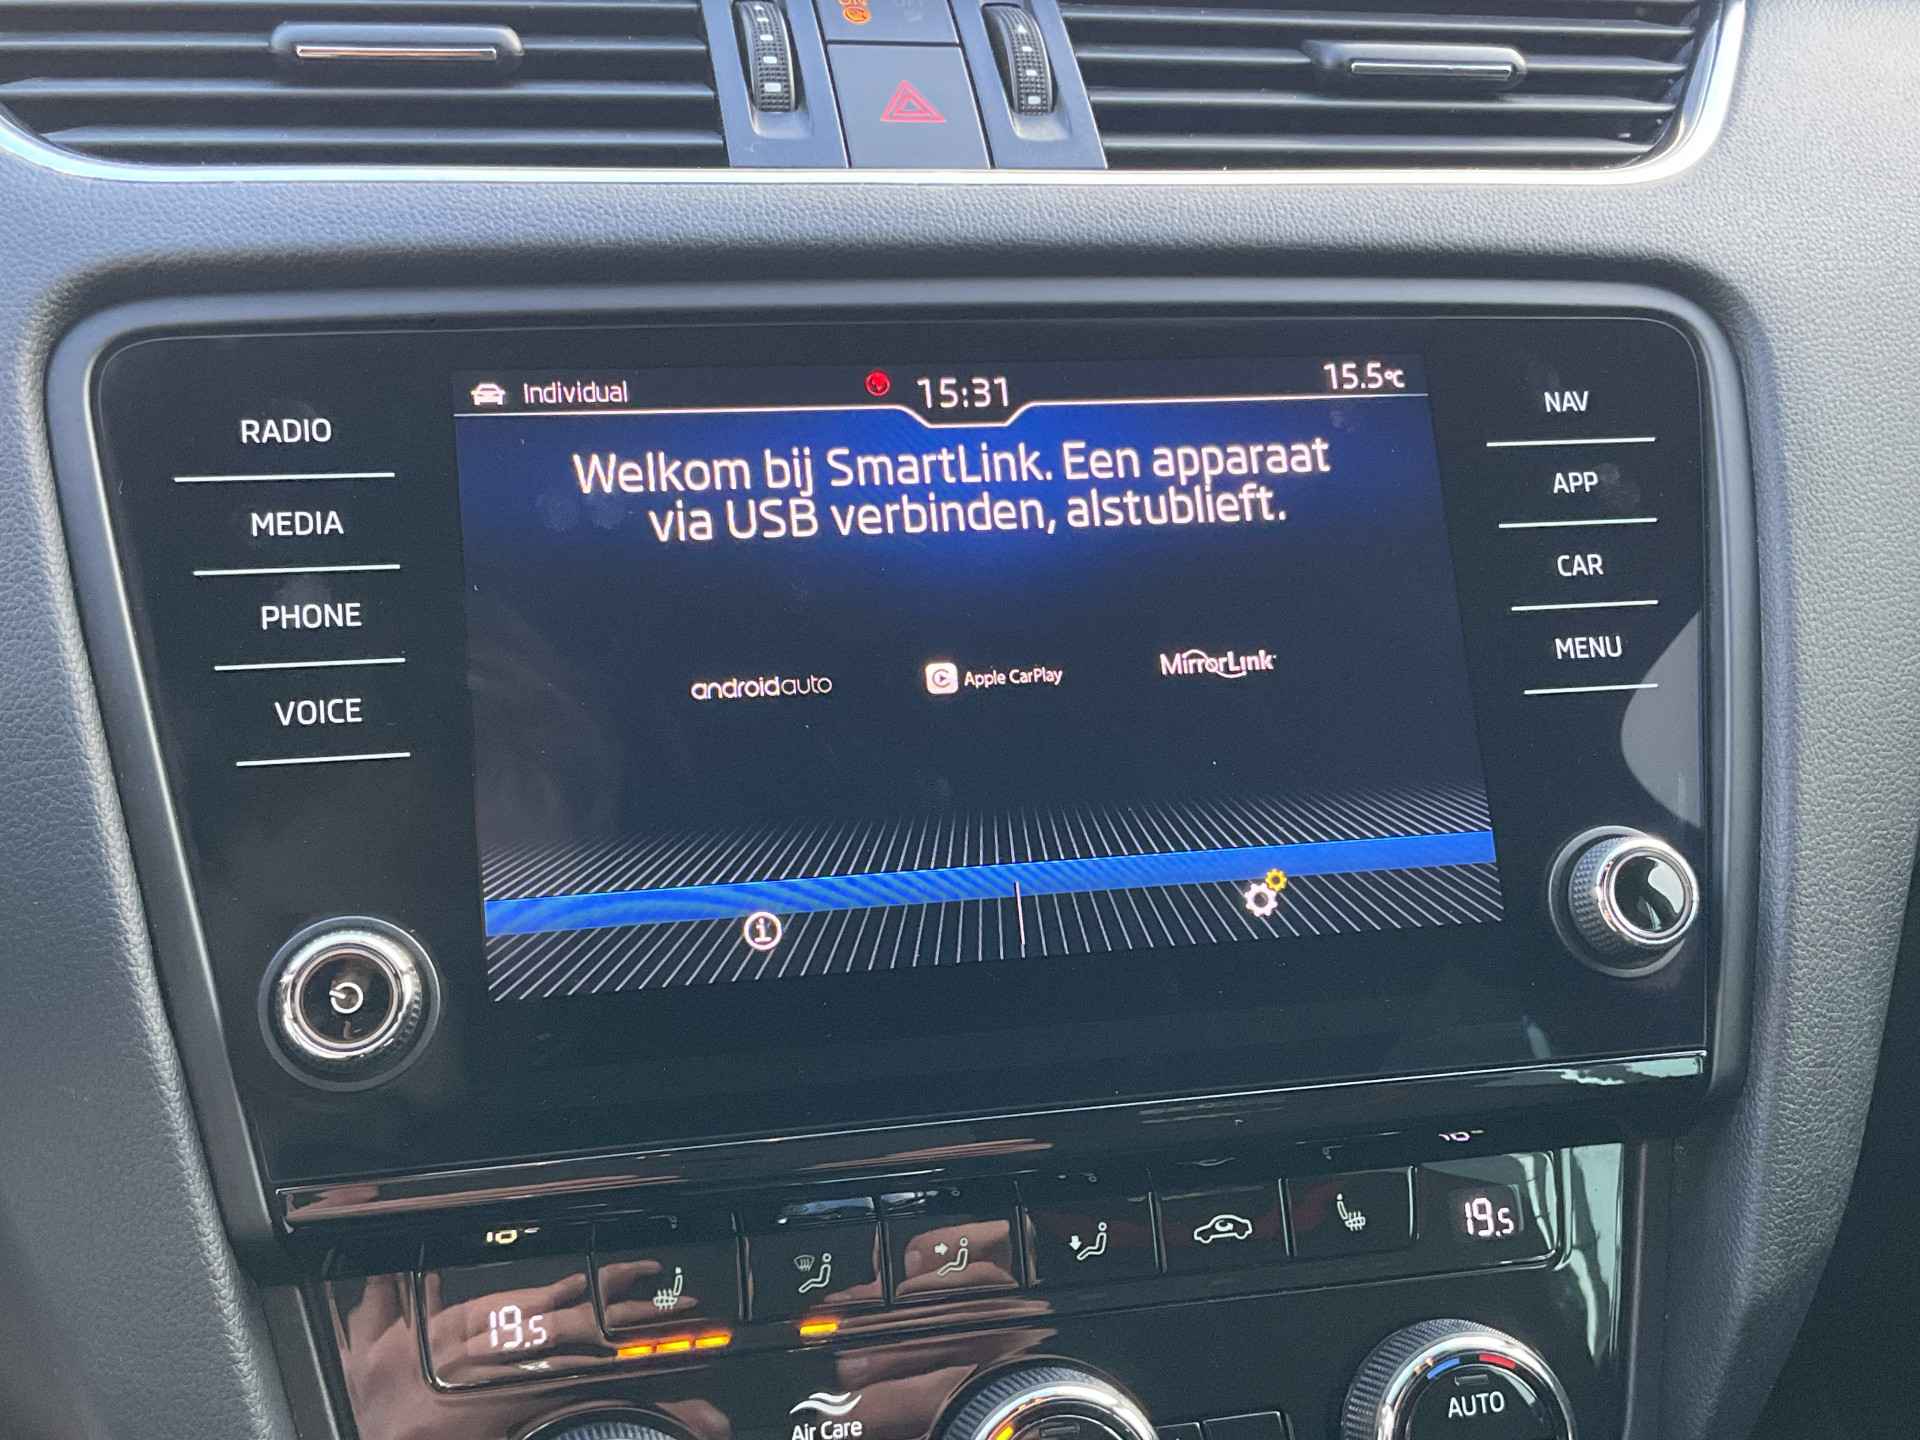 Individual 15:31 15.5°C
Welkom bij SmartLink. Een apparaat
via USB verbinden, alstublieft.
androidauto Apple CarPlay MirrorLink
RADIO
MEDIA
PHONE
VOICE
NAV
APP
CAR
MENU
19.5
19.5
Air Care
AUTO